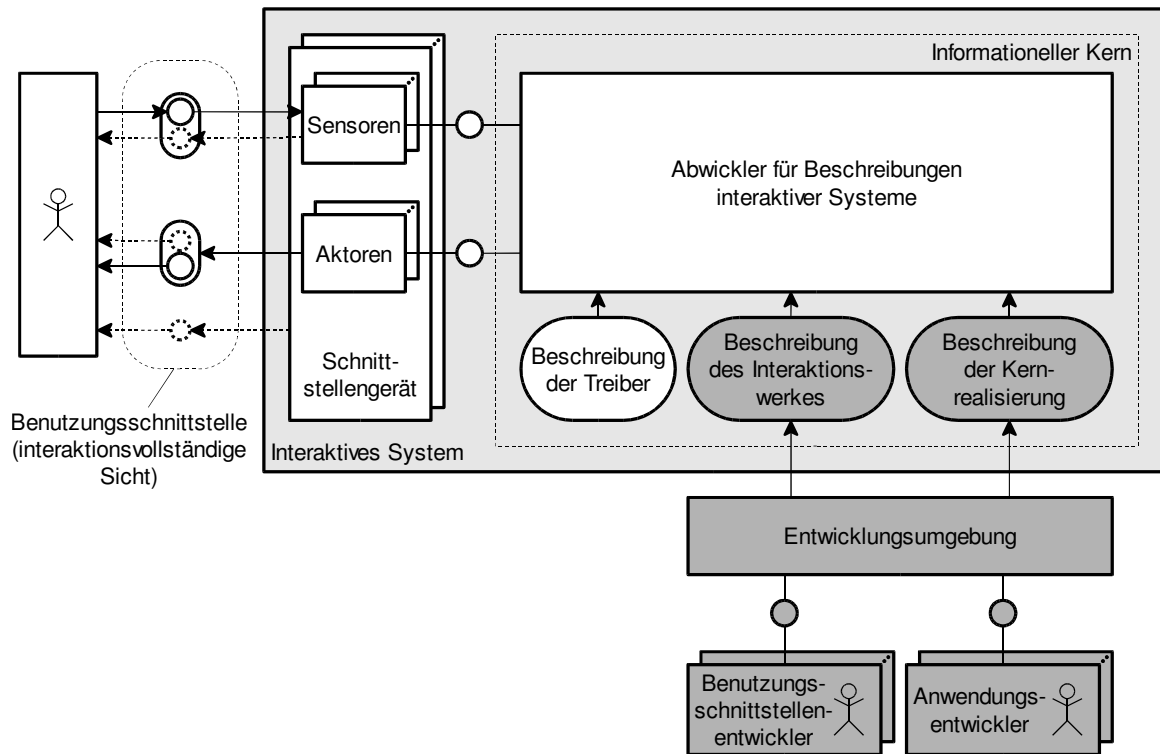 Informationeller Kern
Sensoren
Abwickler für Beschreibungen
interaktiver Systeme
Aktoren
Schnitt-
stellengerät
Beschreibung
der Treiber
Beschreibung
des Interaktions-
werkes
Beschreibung
der Kern-
realisierung
Benutzungsschnittstelle
(interaktionsvollständige
Sicht)
Interaktives System
Entwicklungsumgebung
Benutzungs-
schnittstellen-
entwickler
Anwendungs-
entwickler